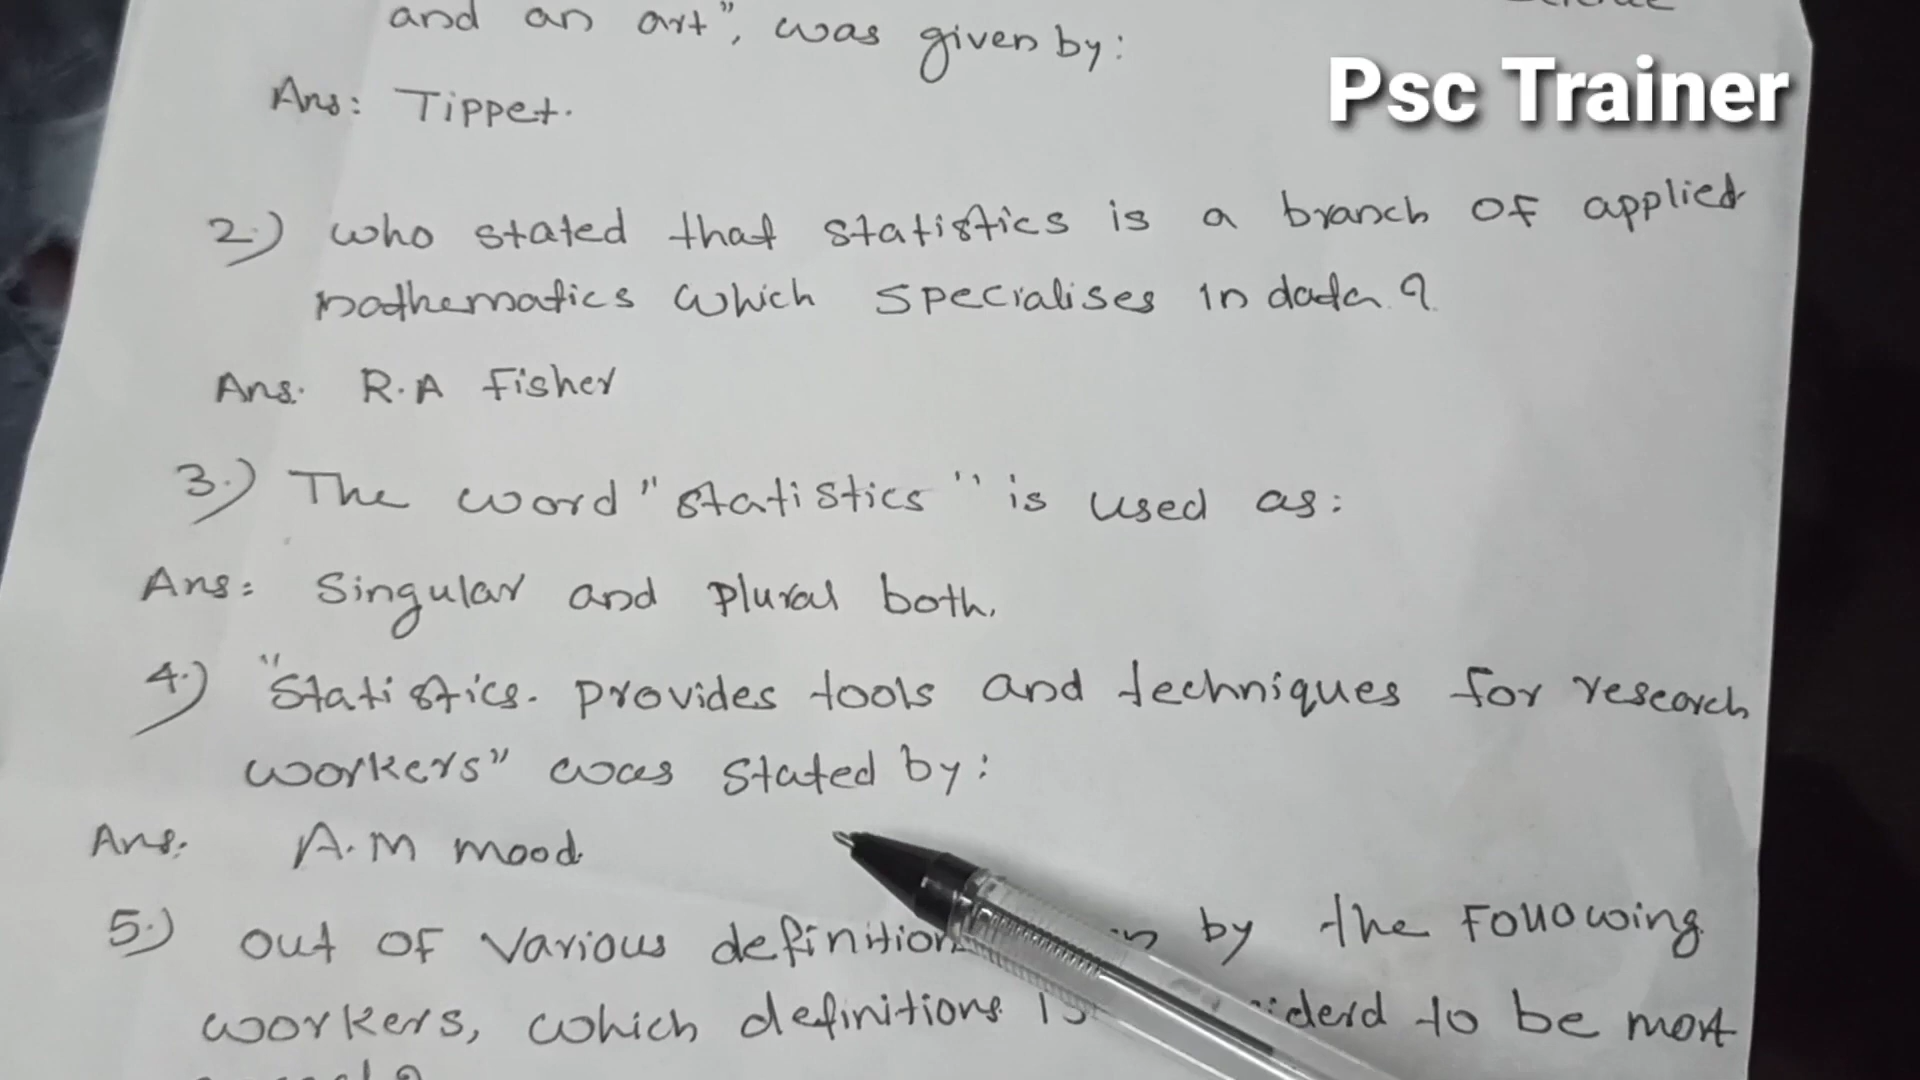 and an art", was given by:
Psc Trainer
Ans: Tippet.
2.) who stated that statistics is a branch of applied
mathematics which specialises in data?
Ans. R.A Fisher
3.) The word "statistics" is used as:
Ans: Singular and plural both.
4.) "Statistics. provides tools and techniques for research
workers" was stated by:
Ans. A.M mood.
5.) out of various definition by the Following
workers, which definitions to be most